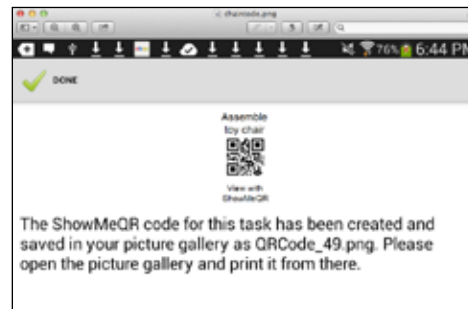 chaircode.png
76% 6:44 PM
DONE
Assemble
toy chair
View with
ShowMeQR
The ShowMeQR code for this task has been created and
saved in your picture gallery as QRCode_49.png. Please
open the picture gallery and print it from there.